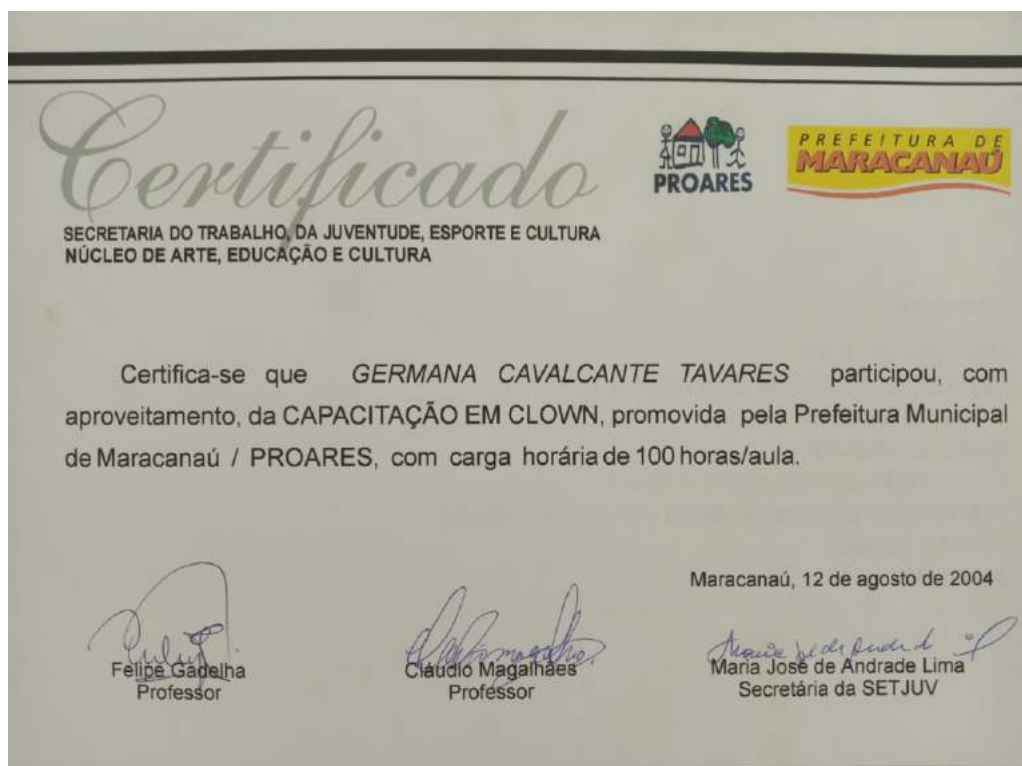 Certificado
PROARES
PREFEITURA DE
MARACANAÚ
SECRETARIA DO TRABALHO, DA JUVENTUDE, ESPORTE E CULTURA
NÚCLEO DE ARTE, EDUCAÇÃO E CULTURA
Certifica-se que GERMANA CAVALCANTE TAVARES participou, com
aproveitamento, da CAPACITAÇÃO EM CLOWN, promovida pela Prefeitura Municipal
de Maracanaú / PROARES, com carga horária de 100 horas/aula.
Maracanaú, 12 de agosto de 2004
Felipe Gadelha
Professor
Cláudio Magalhães
Professor
Maria José de Andrade Lima
Secretária da SETJUV